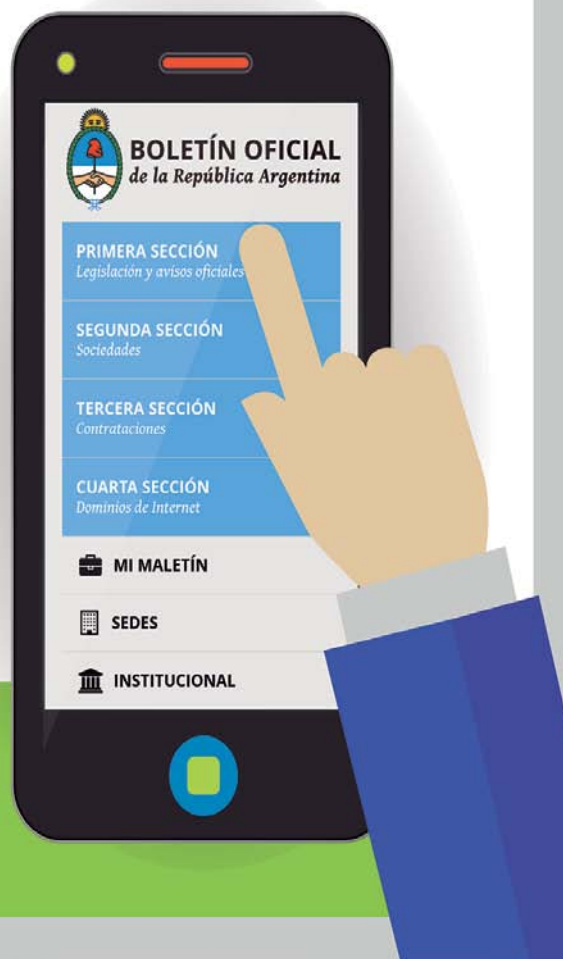 BOLETÍN OFICIAL
de la República Argentina
PRIMERA SECCIÓN
Legislación y avisos oficiales
SEGUNDA SECCIÓN
Sociedades
TERCERA SECCIÓN
Contrataciones
CUARTA SECCIÓN
Dominios de Internet
MI MALETÍN
SEDES
INSTITUCIONAL